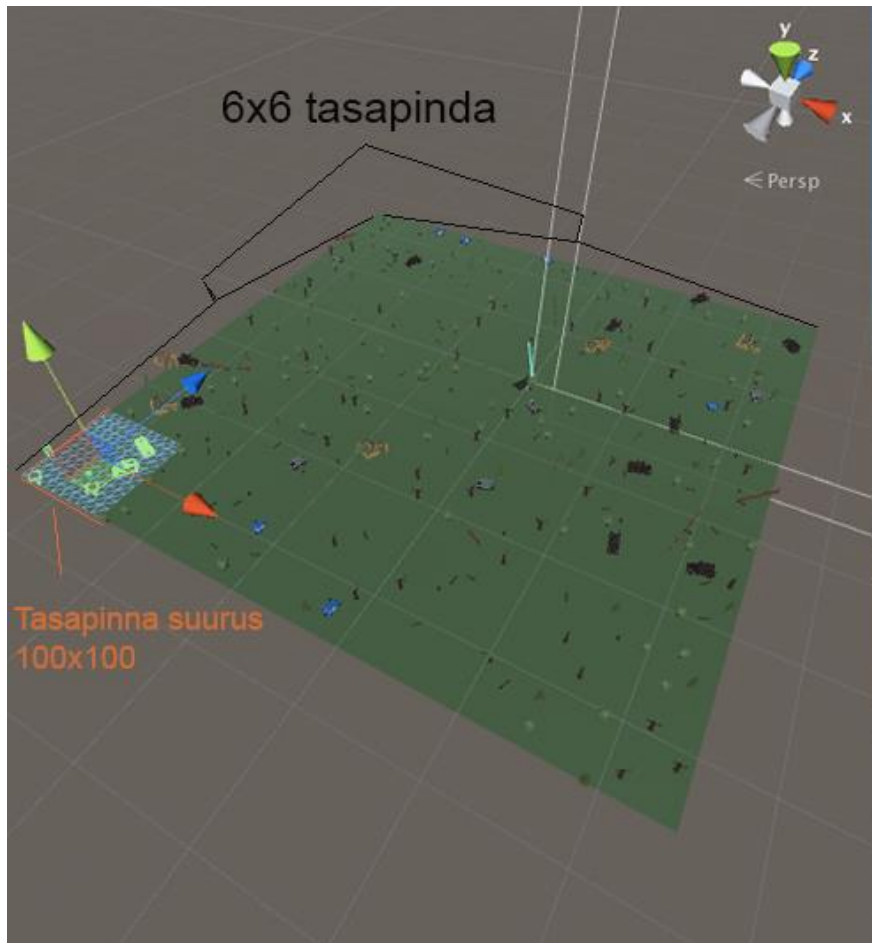 6x6 tasapinda
y
z
x
Persp
Tasapinna suurus
100x100